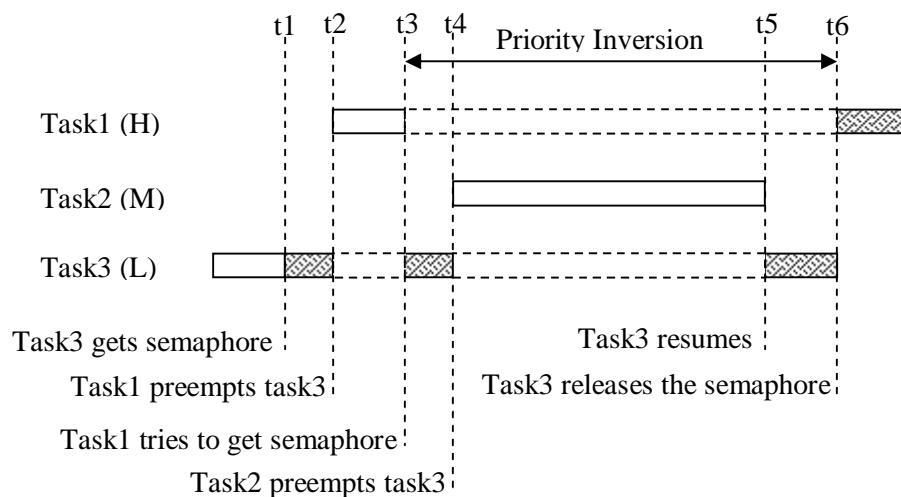 t1 t2 t3 t4 t5 t6
Priority Inversion
Task1 (H)
Task2 (M)
Task3 (L)
Task3 gets semaphore
Task3 resumes
Task1 preempts task3
Task3 releases the semaphore
Task1 tries to get semaphore
Task2 preempts task3